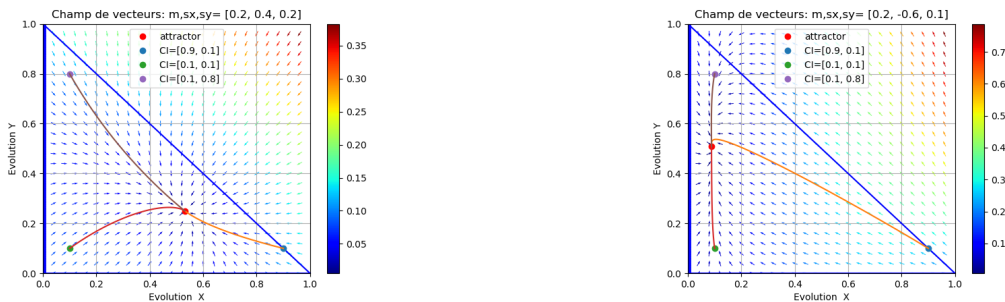 Champ de vecteurs: m,sx,sy= [0.2, 0.4, 0.2]
attractor
CI=[0.9, 0.1]
CI=[0.1, 0.1]
CI=[0.1, 0.8]
Evolution Y
1.0
0.8
0.6
0.4
0.2
0.0
0.0 0.2 0.4 0.6 0.8 1.0
Evolution X
0.35
0.30
0.25
0.20
0.15
0.10
0.05
Champ de vecteurs: m,sx,sy= [0.2, -0.6, 0.1]
attractor
CI=[0.9, 0.1]
CI=[0.1, 0.1]
CI=[0.1, 0.8]
Evolution Y
1.0
0.8
0.6
0.4
0.2
0.0
0.0 0.2 0.4 0.6 0.8 1.0
Evolution X
0.7
0.6
0.5
0.4
0.3
0.2
0.1